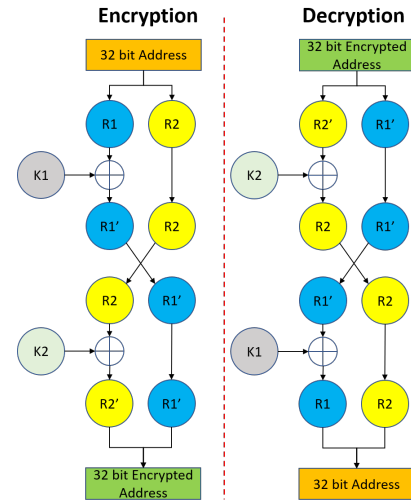 Encryption
32 bit Address
R1
R2
K1
R1'
R2
R2
R1'
K2
R2'
R1'
32 bit Encrypted
Address
Decryption
32 bit Encrypted
Address
R2'
R1'
K2
R2
R1'
R1'
R2
K1
R1
R2
32 bit Address